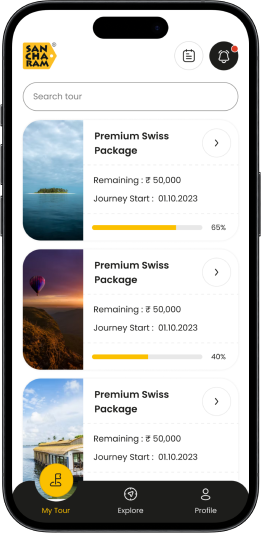 SAN
CHA
RAM
Search tour
Premium Swiss
Package
Remaining : ₹ 50,000
Journey Start : 01.10.2023
65%
Premium Swiss
Package
Remaining : ₹ 50,000
Journey Start : 01.10.2023
40%
Premium Swiss
Package
Remaining : ₹ 50,000
Journey Start : 01.10.2023
My Tour
Explore
Profile